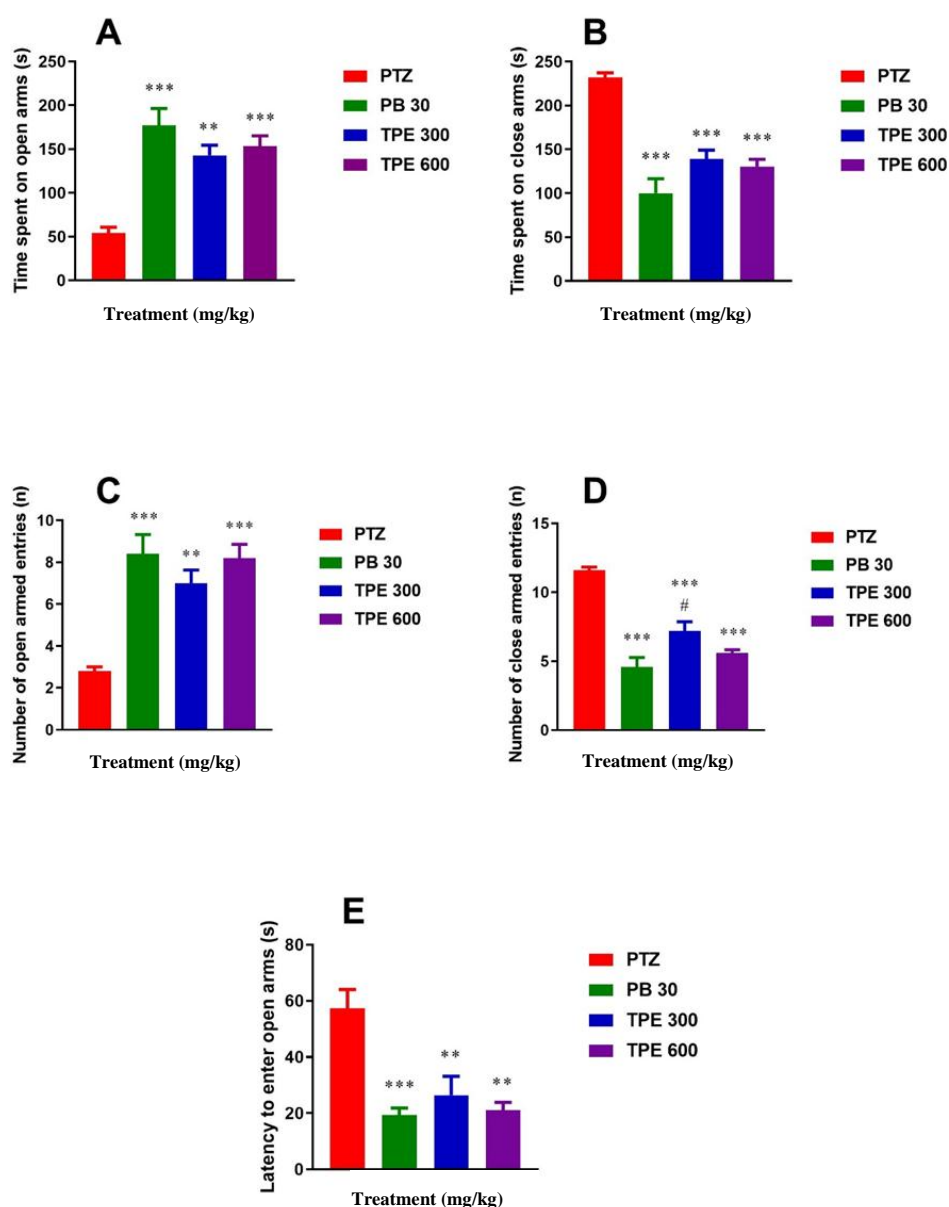 A
Time spent on open arms (s)
250
200
150
100
50
0
***
**
***
Treatment (mg/kg)
PTZ
PB 30
TPE 300
TPE 600
B
Time spent on close arms (s)
250
200
150
100
50
0
***
***
***
Treatment (mg/kg)
PTZ
PB 30
TPE 300
TPE 600
C
Number of open armed entries (n)
10
8
6
4
2
0
***
**
***
Treatment (mg/kg)
PTZ
PB 30
TPE 300
TPE 600
D
Number of close armed entries (n)
15
10
5
0
***
***
#
***
Treatment (mg/kg)
PTZ
PB 30
TPE 300
TPE 600
E
Latency to enter open arms (s)
80
60
40
20
0
***
**
**
Treatment (mg/kg)
PTZ
PB 30
TPE 300
TPE 600